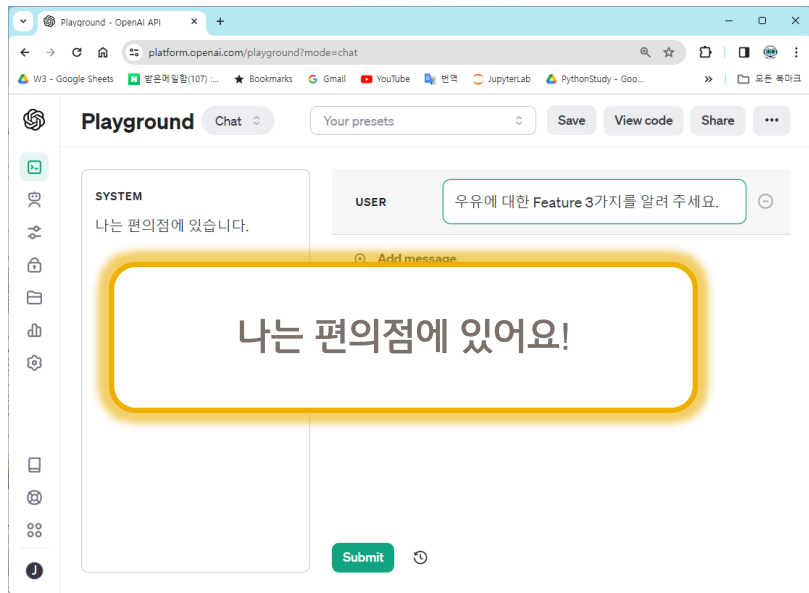 Playground - OpenAI API
platform.openai.com/playground?mode=chat
W3 - Google Sheets 받은메일함(107) :... Bookmarks Gmail YouTube 번역 JupyterLab PythonStudy - Goo... » 모든 북마크
Playground Chat Your presets Save View code Share ...
SYSTEM
나는 편의점에 있습니다.
USER 우유에 대한 Feature 3가지를 알려 주세요.
Add message
나는 편의점에 있어요!
Submit
J